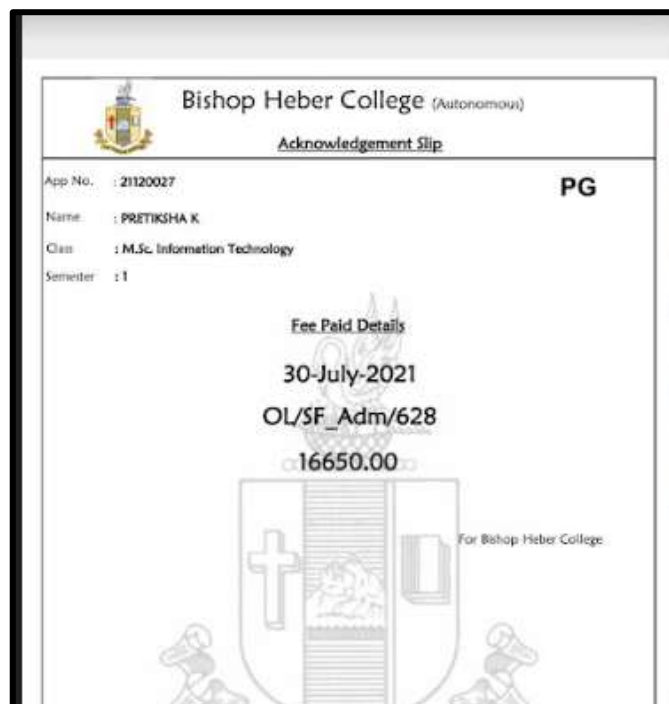 Bishop Heber College (Autonomous)
Acknowledgement Slip
App No. : 21120027
PG
Name : PRETIKSHA K
Class : M.Sc. Information Technology
Semester : 1
Fee Paid Details
30-July-2021
OL/SF_Adm/628
16650.00
For Bishop Heber College